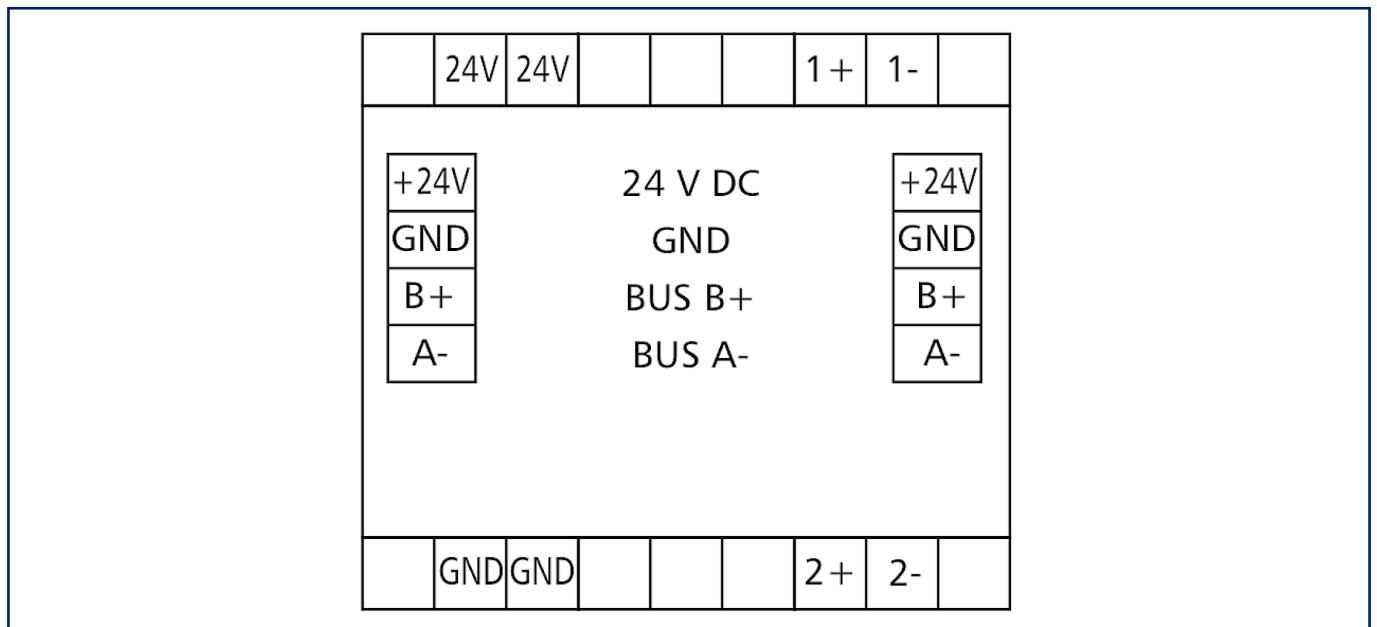 24V 24V 1+ 1-
+24V 24 V DC +24V
GND GND GND
B+ BUS B+ B+
A- BUS A- A-
GND GND 2+ 2-